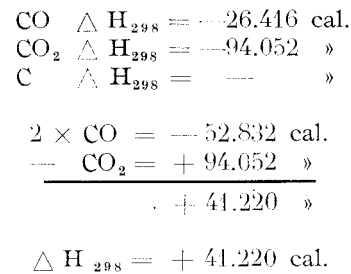 CO △ H₂₉₈ = —26.416 cal.
CO₂ △ H₂₉₈ = —94.052 »
C △ H₂₉₈ = — »
2 × CO = — 52.832 cal.
— CO₂ = + 94.052 »
+ 41.220 »
△ H ₂₉₈ = + 41.220 cal.